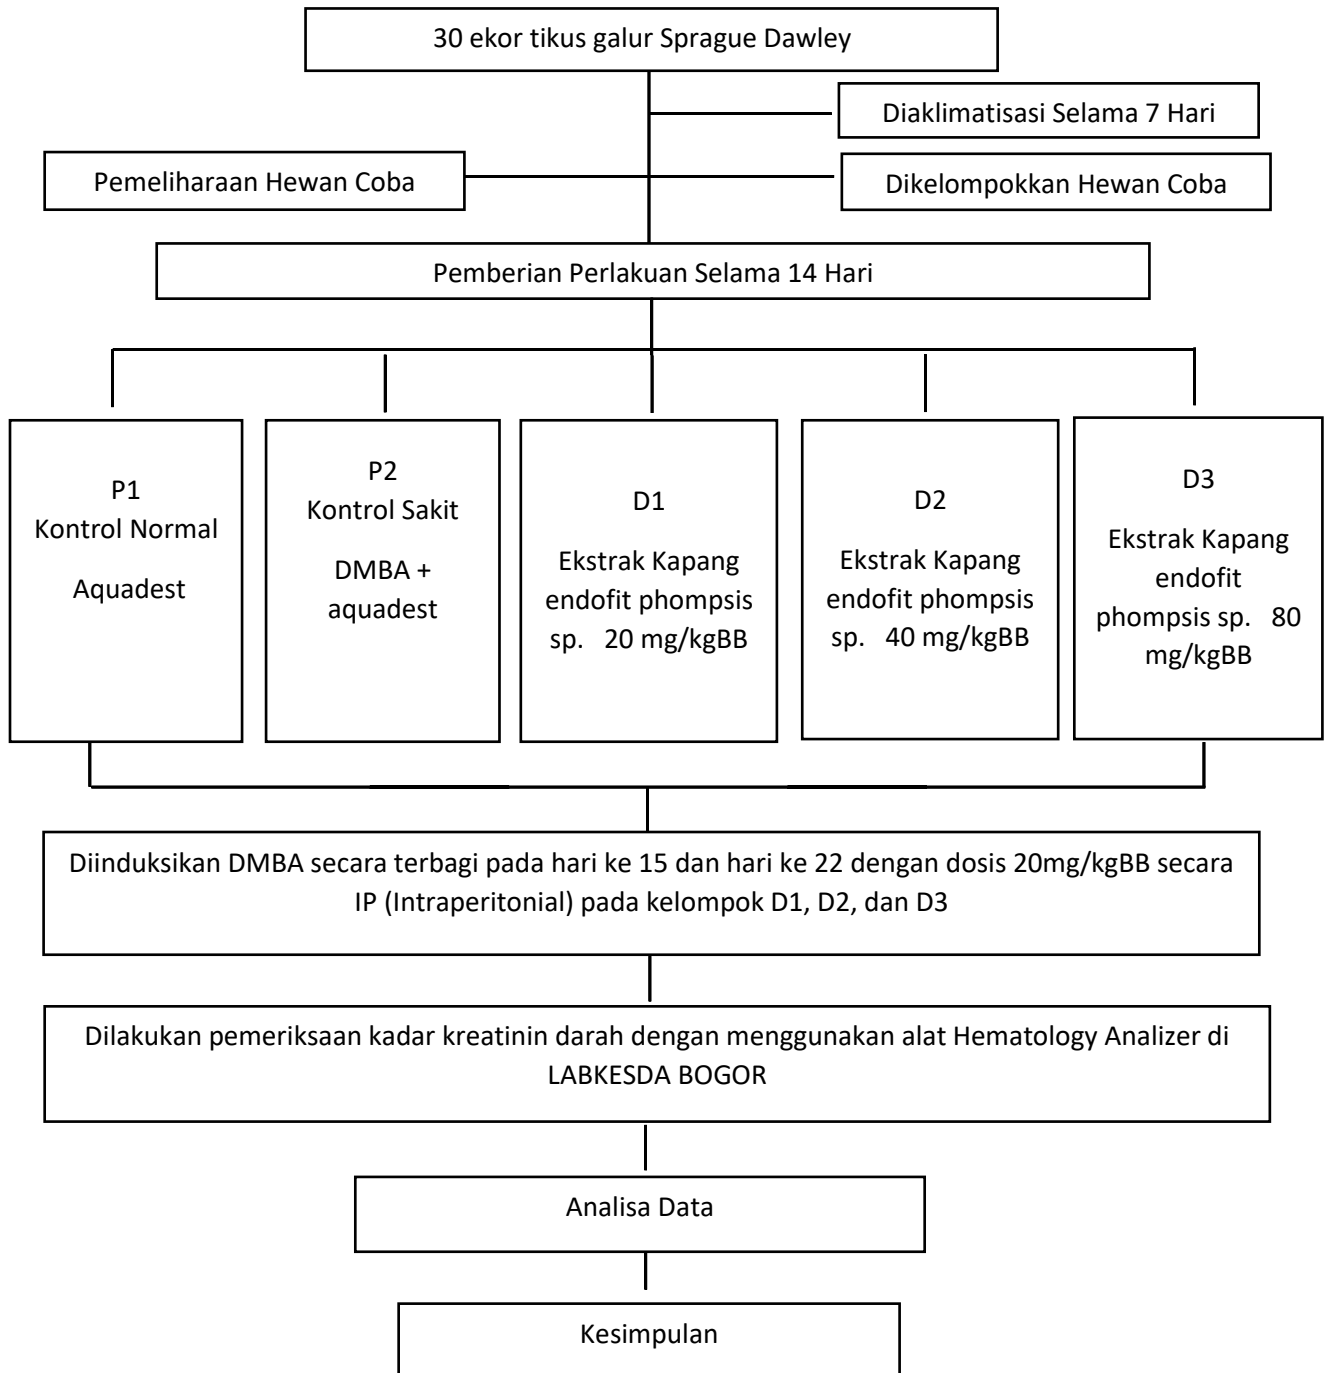 30 ekor tikus galur Sprague Dawley
Diaklimatisasi Selama 7 Hari
Pemeliharaan Hewan Coba
Dikelompokkan Hewan Coba
Pemberian Perlakuan Selama 14 Hari
P1
Kontrol Normal
Aquadest
P2
Kontrol Sakit
DMBA +
aquadest
D1
Ekstrak Kapang
endofit phompsis
sp. 20 mg/kgBB
D2
Ekstrak Kapang
endofit phompsis
sp. 40 mg/kgBB
D3
Ekstrak Kapang
endofit
phompsis sp. 80
mg/kgBB
Diinduksikan DMBA secara terbagi pada hari ke 15 dan hari ke 22 dengan dosis 20mg/kgBB secara
IP (Intraperitonial) pada kelompok D1, D2, dan D3
Dilakukan pemeriksaan kadar kreatinin darah dengan menggunakan alat Hematology Analizer di
LABKESDA BOGOR
Analisa Data
Kesimpulan